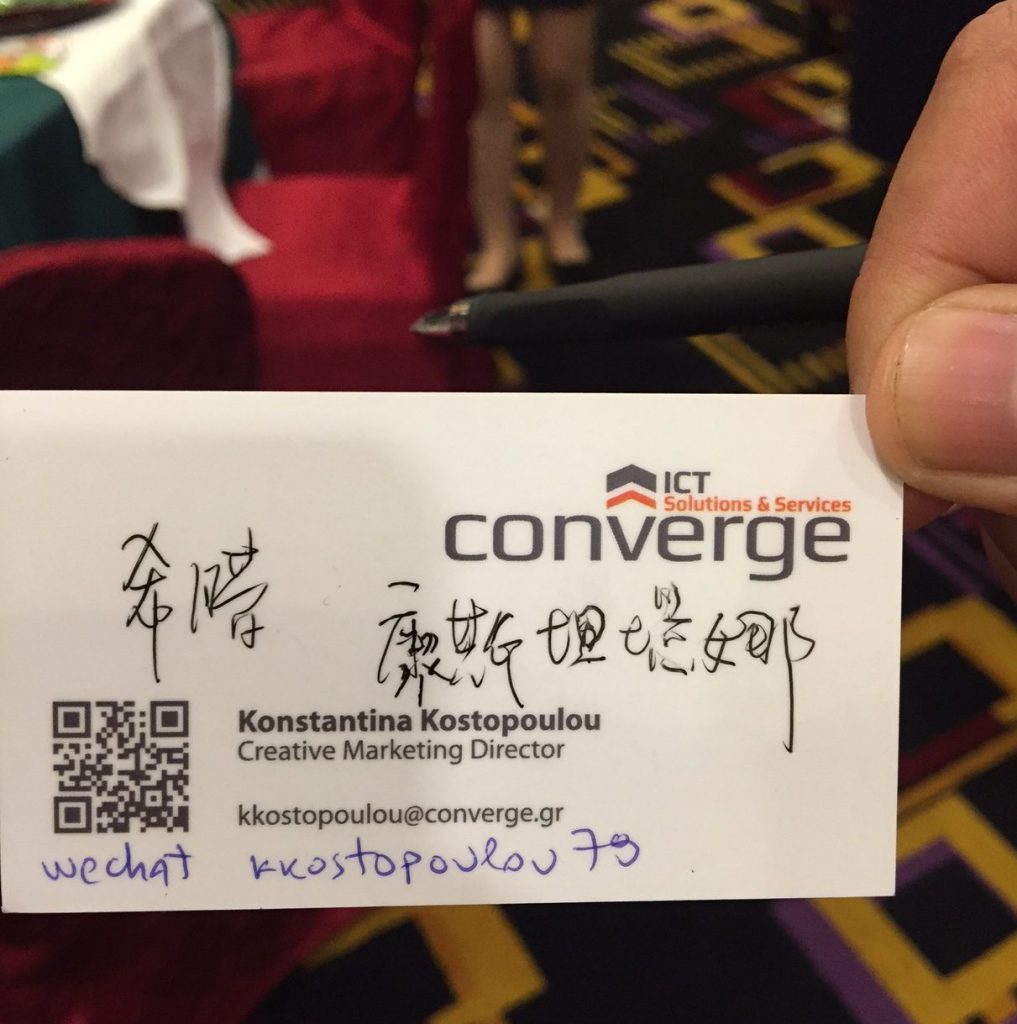 ICT
Solutions & Services
converge
希腊
康斯坦塔娜
Konstantina Kostopoulou
Creative Marketing Director
kkostopoulou@converge.gr
wechat kkostopoulou79